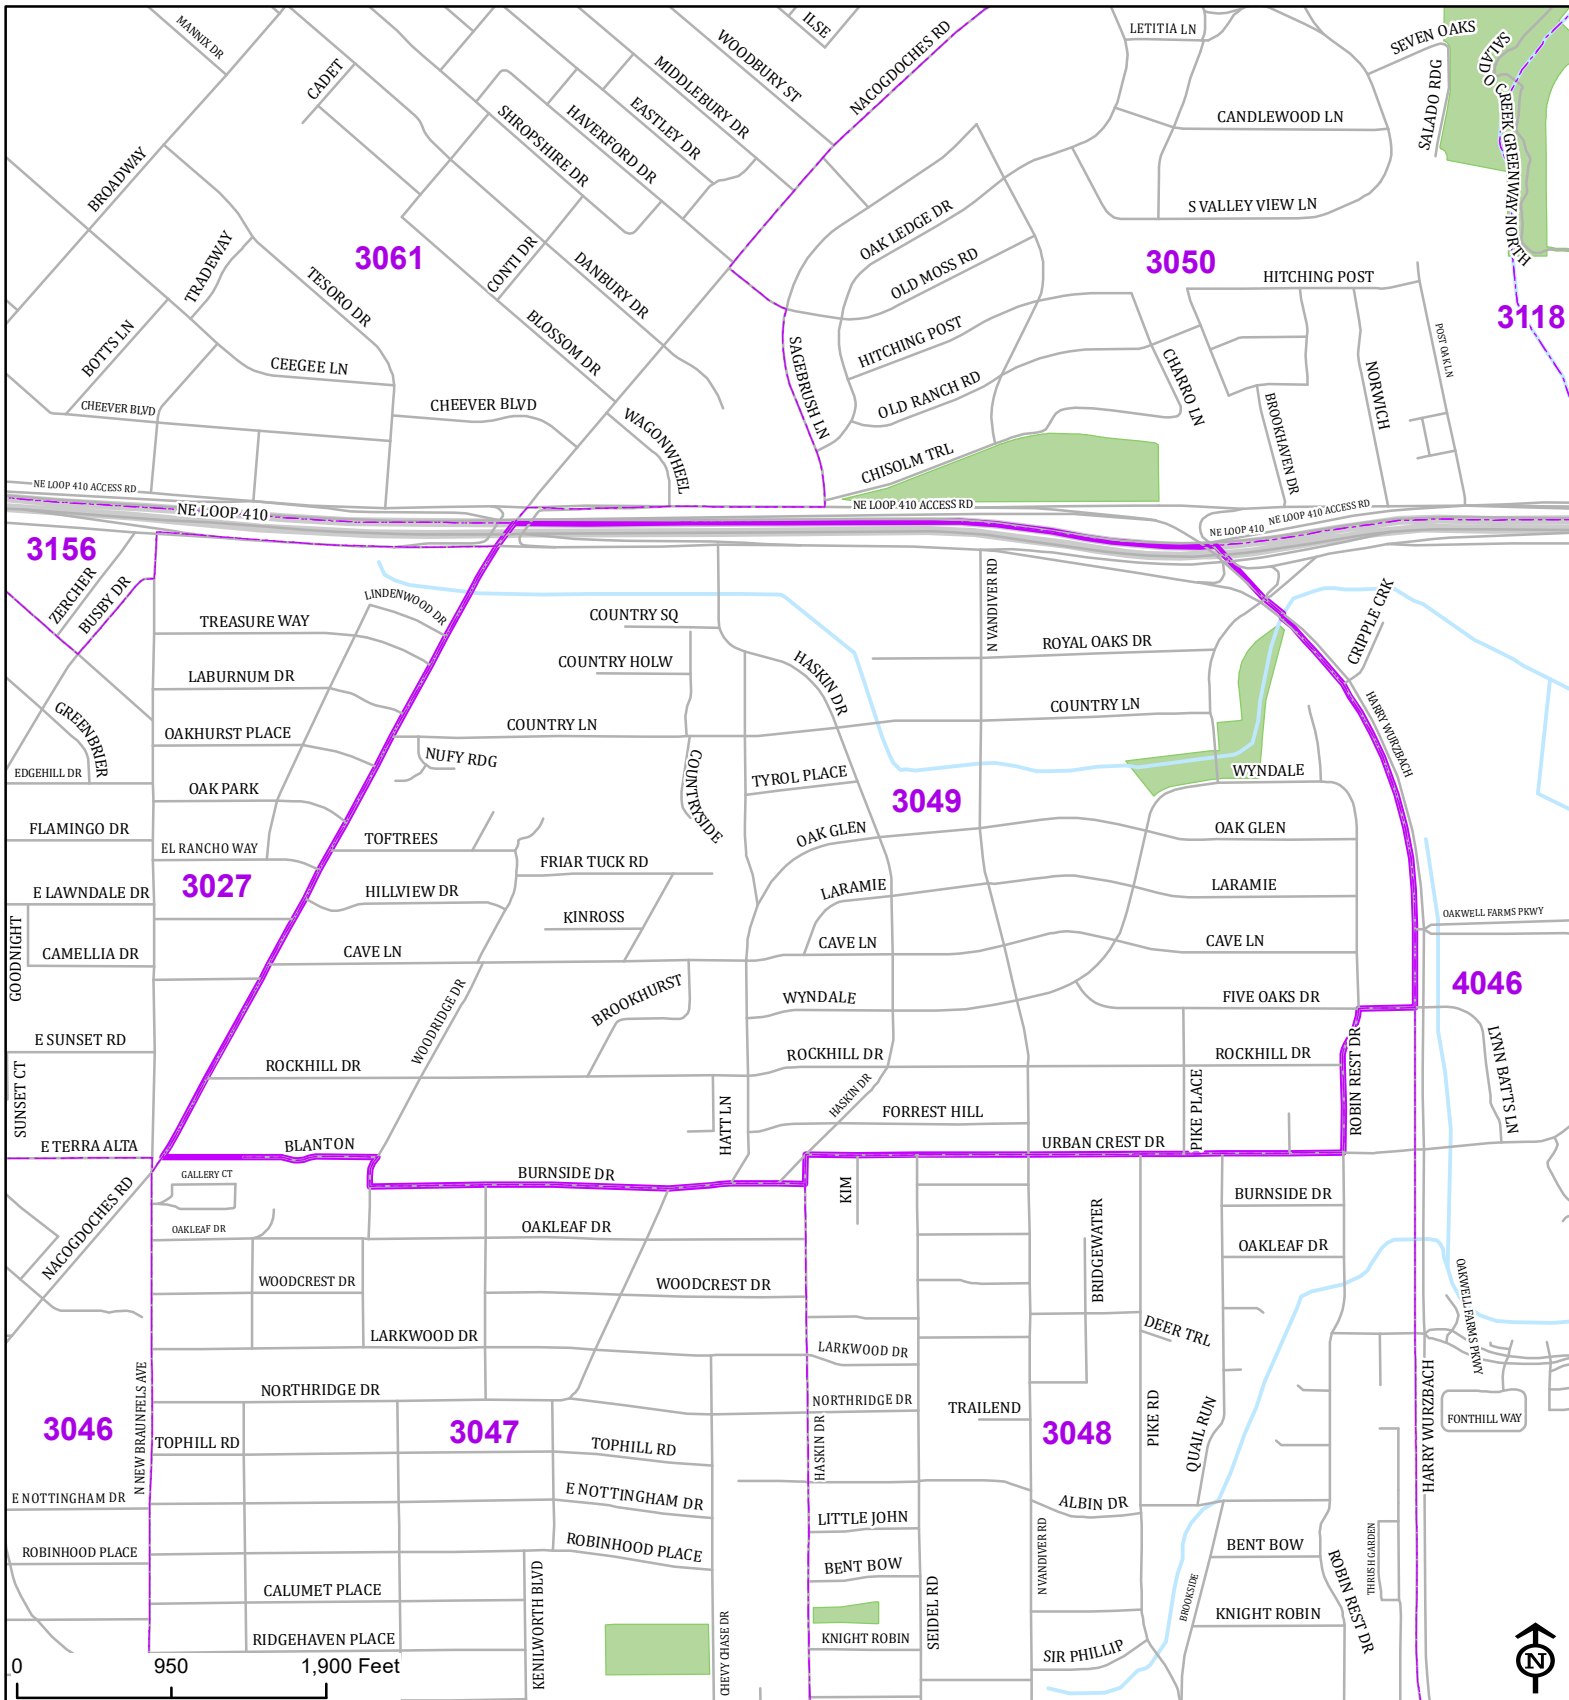 MANNIX DR
CADET
BROADWAY
ILSE
WOODBURY ST
MIDDLEBURY DR
EASTLEY DR
HAVERFORD DR
SHROPSHIRE DR
NACOGDOCHES RD
LETITIA LN
SEVEN OAKS
SALADO RDG
SALADO CREEK GREENWAY NORTH
CANDLEWOOD LN
S VALLEY VIEW LN
OAK LEDGE DR
OLD MOSS RD
3061
3050
3118
TRADEWAY
TESORO DR
CONTI DR
DANBURY DR
BLOSSOM DR
HITCHING POST
HITCHING POST
POST OAK LN
BOTTS LN
CEEGEE LN
CHEEVER BLVD
CHEEVER BLVD
WAGONWHEEL
SAGEBRUSH LN
OLD RANCH RD
CHARRO LN
NORWICH
BROOKHAVEN DR
CHISOLM TRL
NE LOOP 410 ACCESS RD
NE LOOP 410
NE LOOP 410 ACCESS RD
NE LOOP 410
NE LOOP 410 ACCESS RD
3156
ZERCHER
BUSBY DR
LINDENWOOD DR
TREASURE WAY
COUNTRY SQ
N VANDIVER RD
ROYAL OAKS DR
CRIPPLE CRK
LABURNUM DR
COUNTRY HOLW
HASKIN DR
GREENBRIER
OAKHURST PLACE
COUNTRY LN
COUNTRY LN
HARRY WURZBACH
NUFY RDG
COUNTRYSIDE
EDGEHILL DR
OAK PARK
TYROL PLACE
WYNDALE
3049
FLAMINGO DR
EL RANCHO WAY
TOFTREES
OAK GLEN
OAK GLEN
FRIAR TUCK RD
3027
E LAWNDALE DR
HILLVIEW DR
LARAMIE
LARAMIE
KINROSS
OAKWELL FARMS PKWY
GOODNIGHT
CAMELLIA DR
CAVE LN
CAVE LN
CAVE LN
4046
WOODRIDGE DR
BROOKHURST
WYNDALE
FIVE OAKS DR
E SUNSET RD
ROCKHILL DR
ROCKHILL DR
ROCKHILL DR
ROBIN REST DR
LYNN BATTS LN
SUNSET CT
HASKIN DR
HATT LN
FORREST HILL
PIKE PLACE
E TERRA ALTA
BLANTON
URBAN CREST DR
GALLERY CT
BURNSIDE DR
KIM
BURNSIDE DR
NACOGDOCHES RD
OAKLEAF DR
OAKLEAF DR
OAKLEAF DR
BRIDGEWATER
WOODCREST DR
WOODCREST DR
OAKWELL FARMS PKWY
LARKWOOD DR
LARKWOOD DR
DEER TRL
N NEW BRAUNFELS AVE
NORTHRIDGE DR
NORTHRIDGE DR
TRAILEND
PIKE RD
QUAIL RUN
HARRY WURZBACH
FONTHILL WAY
3046
3047
3048
TOPHILL RD
TOPHILL RD
HASKIN DR
E NOTTINGHAM DR
E NOTTINGHAM DR
ALBIN DR
LITTLE JOHN
ROBINHOOD PLACE
ROBINHOOD PLACE
BENT BOW
BENT BOW
N VANDIVER RD
THRUSH GARDEN
ROBIN REST DR
CALUMET PLACE
KENILWORTH BLVD
SEIDEL RD
BROOKSIDE
KNIGHT ROBIN
RIDGEHAVEN PLACE
CHEVY CHASE DR
KNIGHT ROBIN
SIR PHILLIP
0 950 1,900 Feet
N